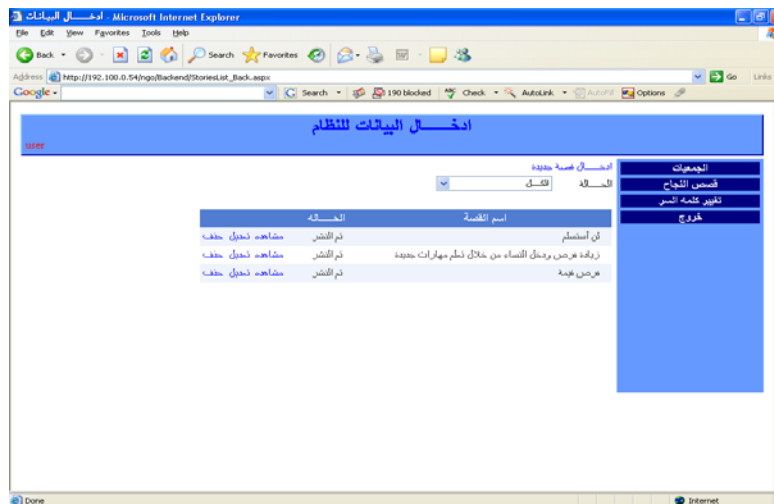 ادخـــــال البيانات - Microsoft Internet Explorer
File Edit View Favorites Tools Help
Back Search Favorites
Address http://192.100.0.54/ngo/Backend/StoriesList_Back.aspx Go Links
Google Search 190 blocked Check AutoLink AutoFill Options
ادخـــــال البيانات للنظام
user
الجمعيات
قصص النجاح
تغيير كلمه السر
خروج
ادخـــال قصة جديدة
الحـــالة الكـــل
اسم القصة الحـــاله
لن أستسلم تم النشر مشاهده تعديل حذف
زيادة فرص ودخل النساء من خلال تعلم مهارات جديدة تم النشر مشاهده تعديل حذف
فرص قيمة تم النشر مشاهده تعديل حذف
Done Internet